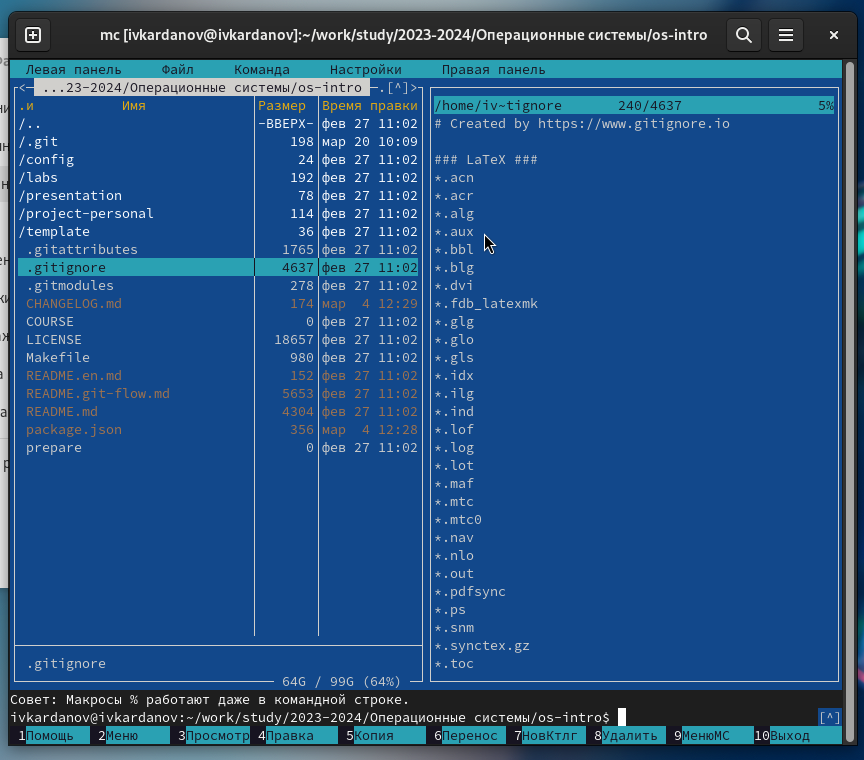 mc [ivkardanov@ivkardanov]:~/work/study/2023-2024/Операционные системы/os-intro
Левая панель Файл Команда Настройки Правая панель
<─ ...23-2024/Операционные системы/os-intro ─.[^]>
.и Имя Размер Время правки
/.. -ВВЕРХ- фев 27 11:02
/.git 198 мар 20 10:09
/config 24 фев 27 11:02
/labs 192 фев 27 11:02
/presentation 78 фев 27 11:02
/project-personal 114 фев 27 11:02
/template 36 фев 27 11:02
.gitattributes 1765 фев 27 11:02
.gitignore 4637 фев 27 11:02
.gitmodules 278 фев 27 11:02
CHANGELOG.md 174 мар 4 12:29
COURSE 0 фев 27 11:02
LICENSE 18657 фев 27 11:02
Makefile 980 фев 27 11:02
README.en.md 152 фев 27 11:02
README.git-flow.md 5653 фев 27 11:02
README.md 4304 фев 27 11:02
package.json 356 мар 4 12:28
prepare 0 фев 27 11:02
.gitignore
64G / 99G (64%)
/home/iv~tignore 240/4637 5%
# Created by https://www.gitignore.io
### LaTeX ###
*.acn
*.acr
*.alg
*.aux
*.bbl
*.blg
*.dvi
*.fdb_latexmk
*.glg
*.glo
*.gls
*.idx
*.ilg
*.ind
*.lof
*.log
*.lot
*.maf
*.mtc
*.mtc0
*.nav
*.nlo
*.out
*.pdfsync
*.ps
*.snm
*.synctex.gz
*.toc
Совет: Макросы % работают даже в командной строке.
ivkardanov@ivkardanov:~/work/study/2023-2024/Операционные системы/os-intro$ [^]
1Помощь 2Меню 3Просмотр 4Правка 5Копия 6Перенос 7НовКтлг 8Удалить 9МенюMC 10Выход